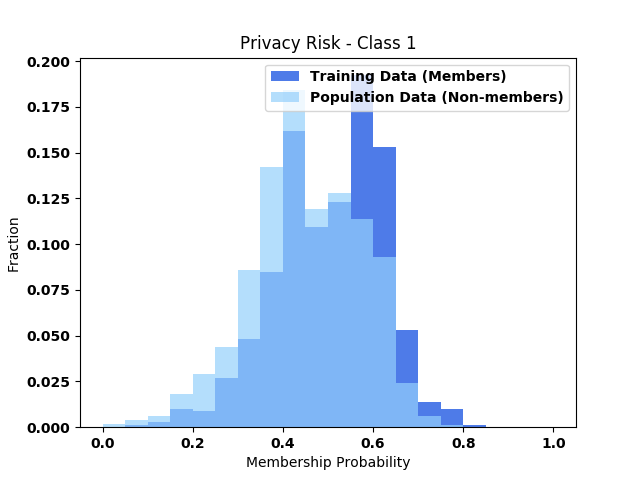 Privacy Risk - Class 1
Training Data (Members)
Population Data (Non-members)
Fraction
0.200
0.175
0.150
0.125
0.100
0.075
0.050
0.025
0.000
0.0 0.2 0.4 0.6 0.8 1.0
Membership Probability